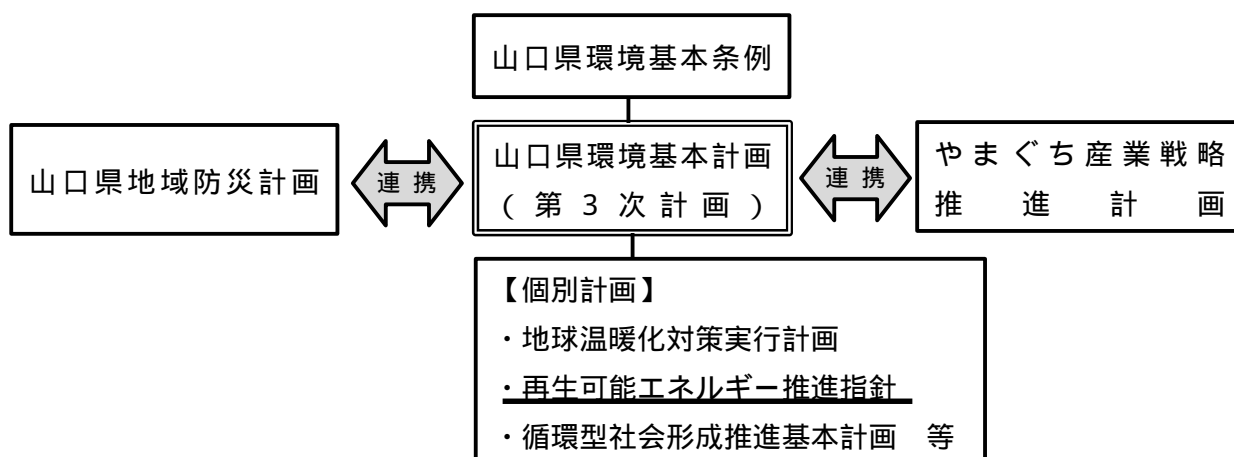 山口県環境基本条例
山口県地域防災計画
連携
山口県環境基本計画
(第3次計画)
連携
やまぐち産業戦略
推進計画
【個別計画】
・地球温暖化対策実行計画
・再生可能エネルギー推進指針
・循環型社会形成推進基本計画 等